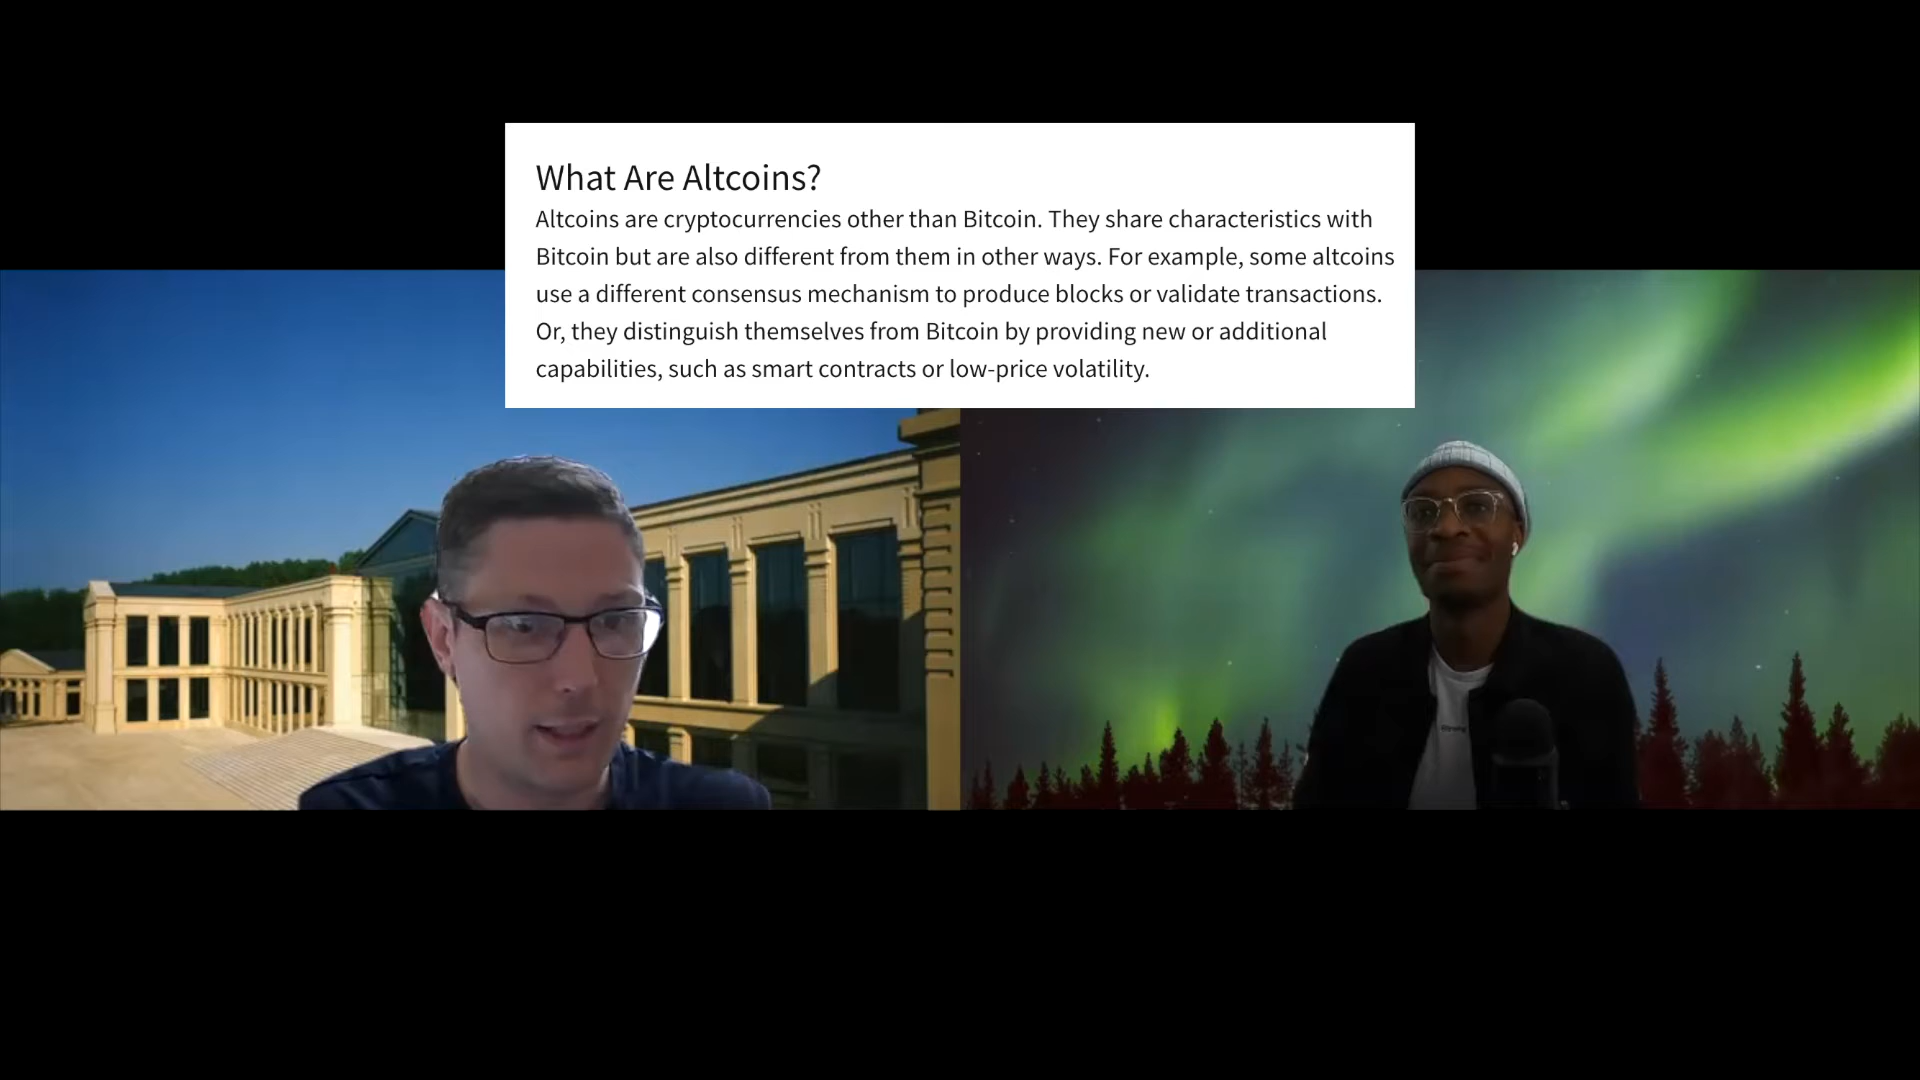 What Are Altcoins?
Altcoins are cryptocurrencies other than Bitcoin. They share characteristics with
Bitcoin but are also different from them in other ways. For example, some altcoins
use a different consensus mechanism to produce blocks or validate transactions.
Or, they distinguish themselves from Bitcoin by providing new or additional
capabilities, such as smart contracts or low-price volatility.